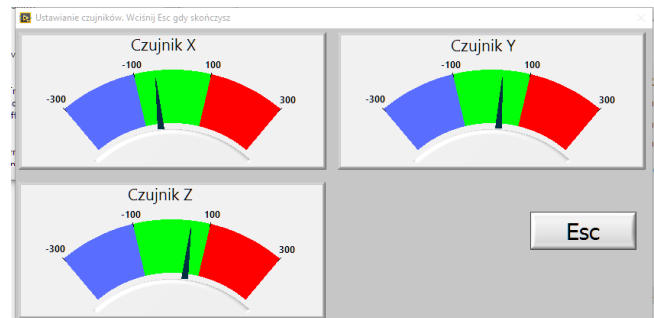 Ustawianie czujników. Wciśnij Esc gdy skończysz
Czujnik X
-300 -100 100 300
Czujnik Y
-300 -100 100 300
Czujnik Z
-300 -100 100 300
Esc